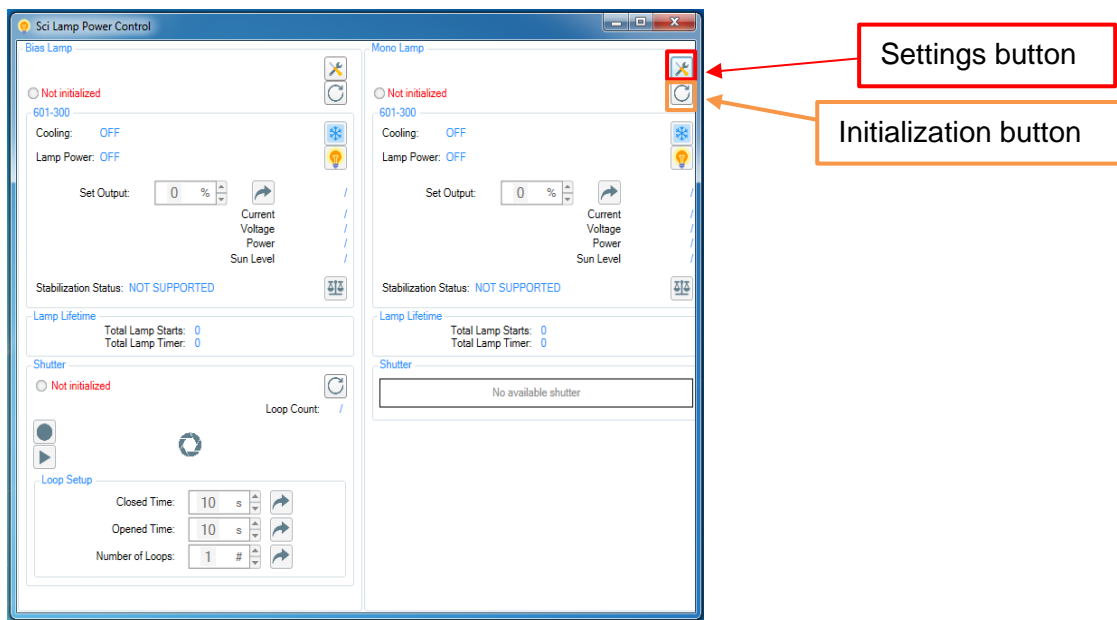 Sci Lamp Power Control
Settings button
Initialization button
Bias Lamp
Not initialized
601-300
Cooling: OFF
Lamp Power: OFF
Set Output: 0 % /
Current /
Voltage /
Power /
Sun Level /
Stabilization Status: NOT SUPPORTED
Lamp Lifetime
Total Lamp Starts: 0
Total Lamp Timer: 0
Shutter
Not initialized
Loop Count: /
Loop Setup
Closed Time: 10 s
Opened Time: 10 s
Number of Loops: 1 #
Mono Lamp
Not initialized
601-300
Cooling: OFF
Lamp Power: OFF
Set Output: 0 % /
Current /
Voltage /
Power /
Sun Level /
Stabilization Status: NOT SUPPORTED
Lamp Lifetime
Total Lamp Starts: 0
Total Lamp Timer: 0
Shutter
No available shutter